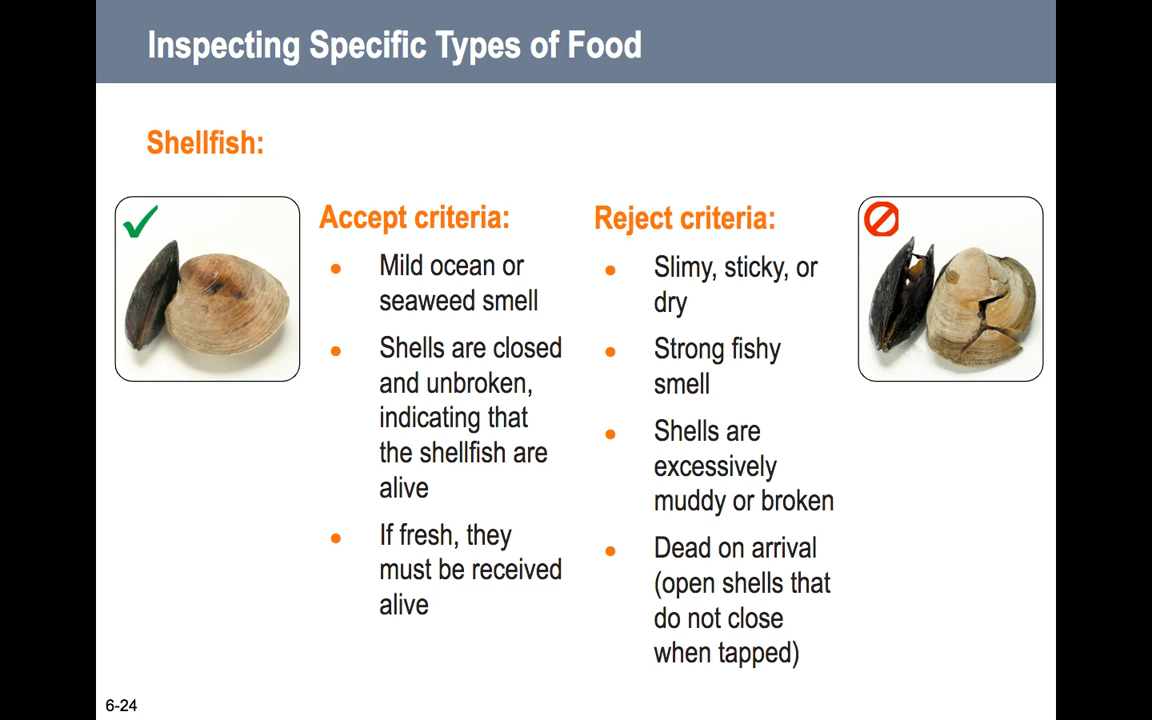 Inspecting Specific Types of Food
Shellfish:
Accept criteria:
Mild ocean or
seaweed smell
Shells are closed
and unbroken,
indicating that
the shellfish are
alive
If fresh, they
must be received
alive
Reject criteria:
Slimy, sticky, or
dry
Strong fishy
smell
Shells are
excessively
muddy or broken
Dead on arrival
(open shells that
do not close
when tapped)
6-24